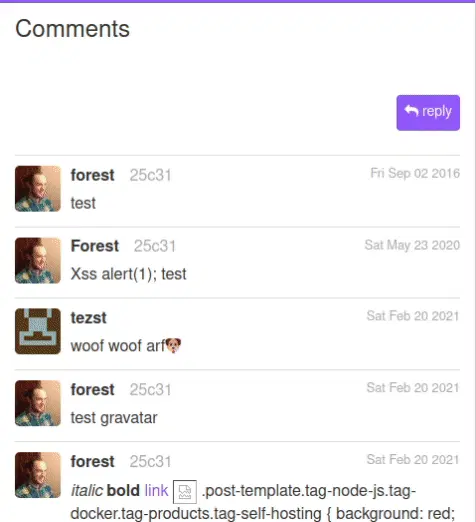 Comments
reply
forest 25c31 Fri Sep 02 2016
test
Forest 25c31 Sat May 23 2020
Xss alert(1); test
tezst Sat Feb 20 2021
woof woof arf🐶
forest 25c31 Sat Feb 20 2021
test gravatar
forest 25c31 Sat Feb 20 2021
italic bold link .post-template.tag-node-js.tag-
docker.tag-products.tag-self-hosting { background: red;